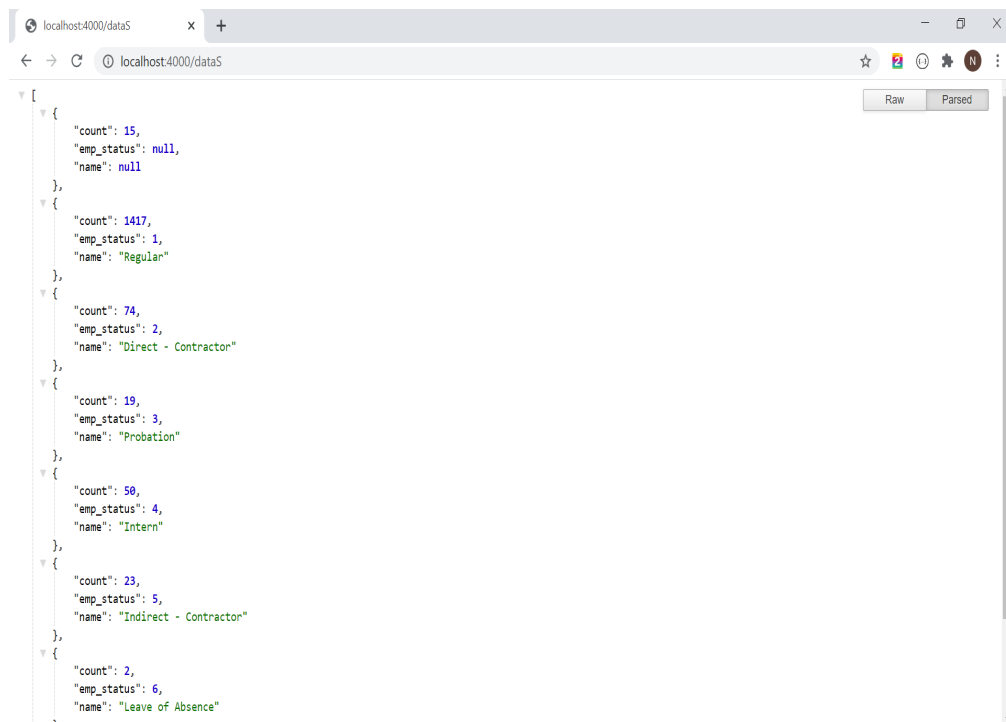 localhost:4000/dataS
localhost:4000/dataS
2
N
Raw Parsed
[
{
"count": 15,
"emp_status": null,
"name": null
},
{
"count": 1417,
"emp_status": 1,
"name": "Regular"
},
{
"count": 74,
"emp_status": 2,
"name": "Direct - Contractor"
},
{
"count": 19,
"emp_status": 3,
"name": "Probation"
},
{
"count": 50,
"emp_status": 4,
"name": "Intern"
},
{
"count": 23,
"emp_status": 5,
"name": "Indirect - Contractor"
},
{
"count": 2,
"emp_status": 6,
"name": "Leave of Absence"